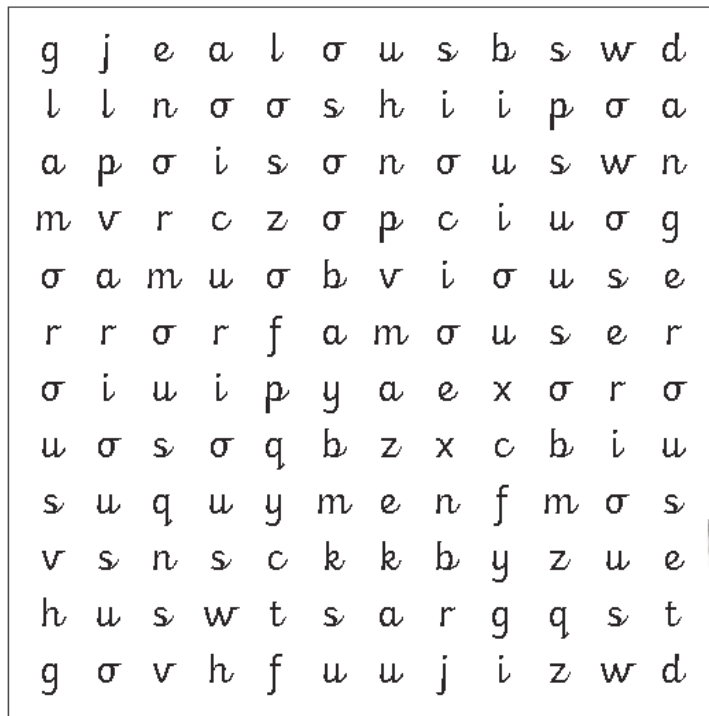 g j e a l o u s b s w d
l l n o o s h i i p o a
a p o i s o n o u s w n
m v r c z o p c i u o g
o a m u o b v i o u s e
r r o r f a m o u s e r
o i u i p y a e x o r o
u o s o q b z x c b i u
s u q u y m e n f m o s
v s n s c k k b y z u e
h u s w t s a r g q s t
g o v h f u u j i z w d